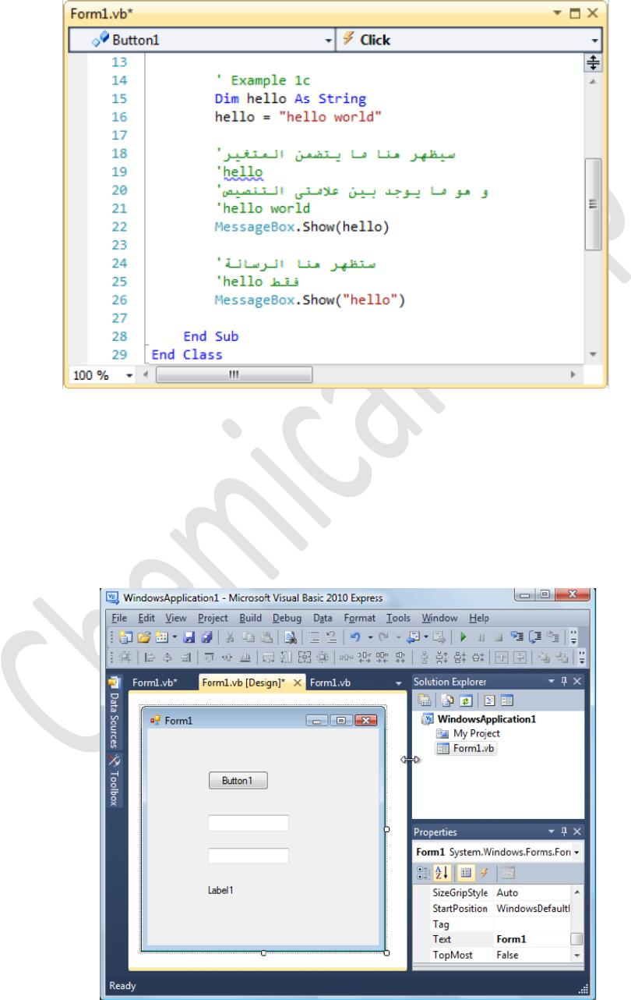 Form1.vb*
Button1 Click
13
14 ' Example 1c
15 Dim hello As String
16 hello = "hello world"
17
18 'سيظهر هنا ما يتضمن المتغير
19 'hello
20 'و هو ما يوجد بين علامتي التنصيص
21 'hello world
22 MessageBox.Show(hello)
23
24 'ستظهر هنا الرسالة
25 'hello فقط
26 MessageBox.Show("hello")
27
28 End Sub
29 End Class
100 %
Chemical
WindowsApplication1 - Microsoft Visual Basic 2010 Express
File Edit View Project Build Debug Data Format Tools Window Help
Form1.vb* Form1.vb [Design]* Form1.vb
Data Sources
Toolbox
Form1
Button1
Label1
Solution Explorer
WindowsApplication1
My Project
Form1.vb
Properties
Form1 System.Windows.Forms.For
SizeGripStyle Auto
StartPosition WindowsDefaultl
Tag
Text Form1
TopMost False
Ready